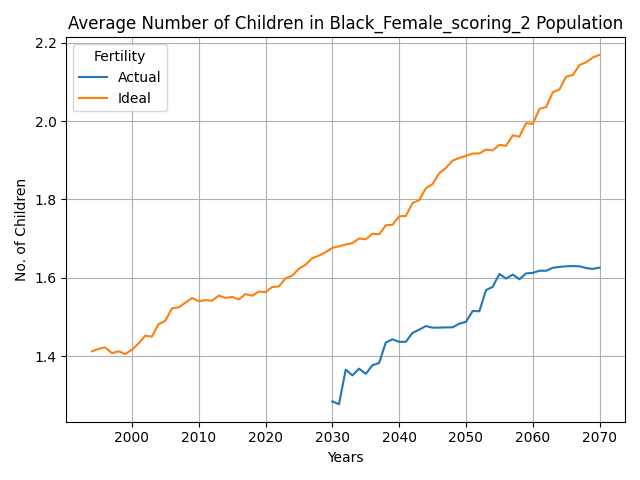 Average Number of Children in Black_Female_scoring_2 Population
Fertility
Actual
Ideal
2.2
2.0
1.8
1.6
1.4
No. of Children
2000
2010
2020
2030
2040
2050
2060
2070
Years